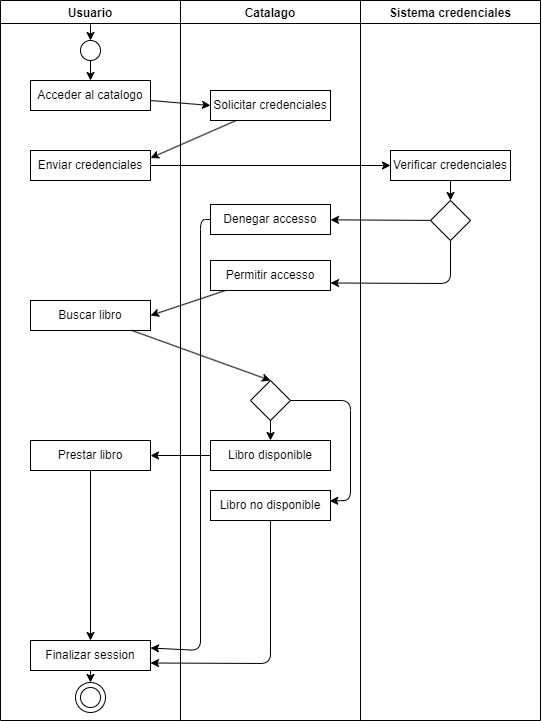 Usuario
Catalago
Sistema credenciales
Acceder al catalogo
Solicitar credenciales
Enviar credenciales
Verificar credenciales
Denegar accesso
Permitir accesso
Buscar libro
Prestar libro
Libro disponible
Libro no disponible
Finalizar session